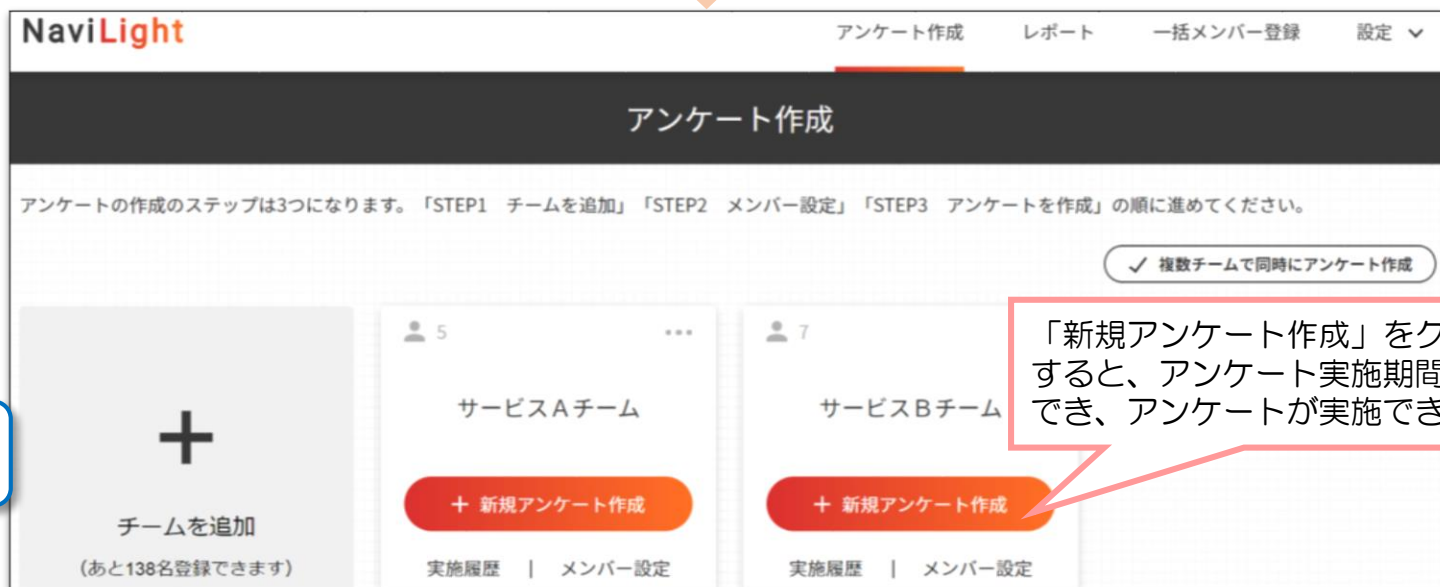 NaviLight
アンケート作成 レポート 一括メンバー登録 設定
アンケート作成
アンケートの作成のステップは3つになります。「STEP1 チームを追加」「STEP2 メンバー設定」「STEP3 アンケートを作成」の順に進めてください。
複数チームで同時にアンケート作成
5
サービスAチーム
+ 新規アンケート作成
実施履歴 | メンバー設定
7
サービスBチーム
+ 新規アンケート作成
実施履歴 | メンバー設定
チームを追加
(あと138名登録できます)
「新規アンケート作成」をク
すると、アンケート実施期間
でき、アンケートが実施でき